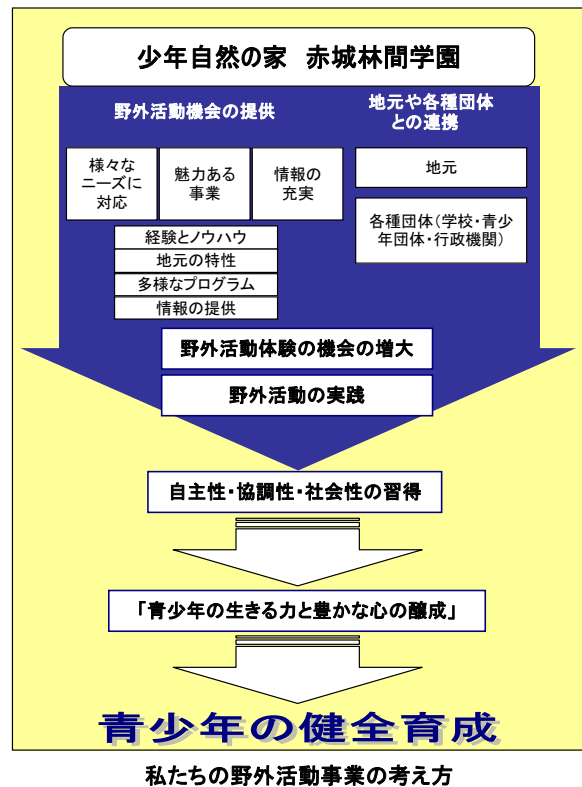 少年自然の家　赤城林間学園
野外活動機会の提供
地元や各種団体
との連携
様々な
ニーズに
対応
魅力ある
事業
情報の
充実
地元
各種団体(学校・青少
年団体・行政機関)
経験とノウハウ
地元の特性
多様なプログラム
情報の提供
野外活動体験の機会の増大
野外活動の実践
自主性・協調性・社会性の習得
「青少年の生きる力と豊かな心の醸成」
青少年の健全育成
私たちの野外活動事業の考え方